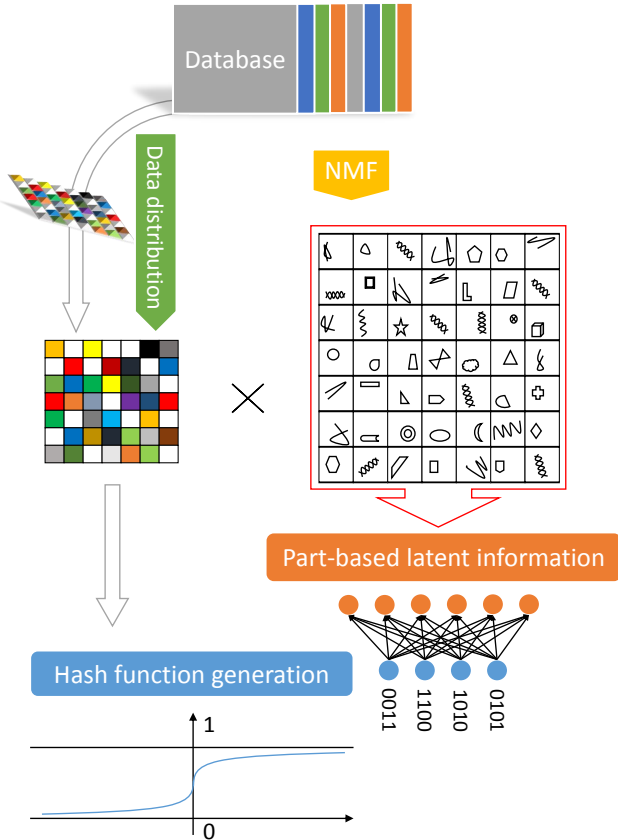 Database
Data distribution
NMF
Part-based latent information
Hash function generation
0011
1100
1010
0101
1
0